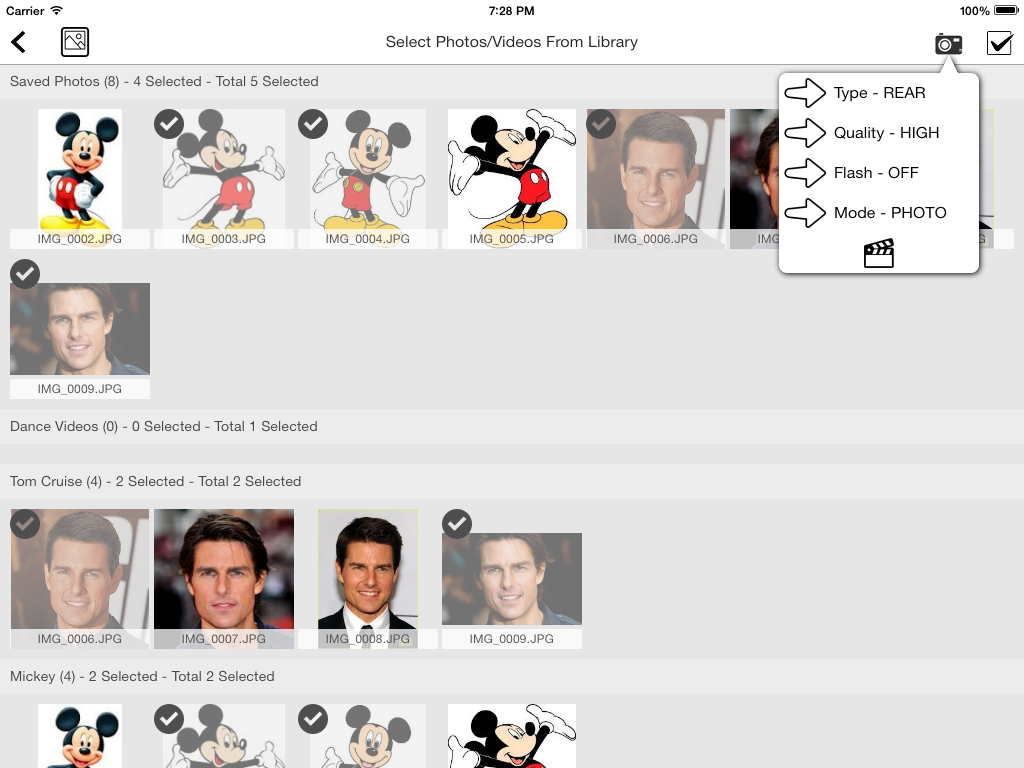 Carrier 7:28 PM 100%
Select Photos/Videos From Library
Saved Photos (8) - 4 Selected - Total 5 Selected
Type - REAR
Quality - HIGH
Flash - OFF
Mode - PHOTO
IMG_0002.JPG
IMG_0003.JPG
IMG_0004.JPG
IMG_0005.JPG
IMG_0006.JPG
IMG_0009.JPG
Dance Videos (0) - 0 Selected - Total 1 Selected
Tom Cruise (4) - 2 Selected - Total 2 Selected
IMG_0006.JPG
IMG_0007.JPG
IMG_0008.JPG
IMG_0009.JPG
Mickey (4) - 2 Selected - Total 2 Selected